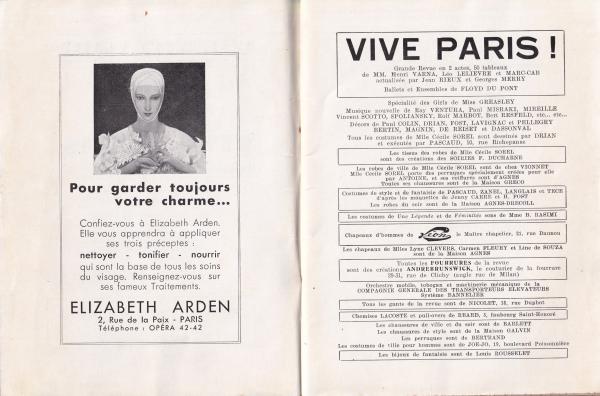 Pour garder toujours
votre charme...
Confiez-vous à Elizabeth Arden.
Elle vous apprendra à appliquer
ses trois préceptes :
nettoyer - tonifier - nourrir
qui sont la base de tous les soins
du visage. Renseignez-vous sur
ses fameux Traitements.
ELIZABETH ARDEN
2, Rue de la Paix - PARIS
Téléphone : OPÉRA 42-42
VIVE PARIS !
Grande Revue en 2 actes, 50 tableaux
de MM. Henri VARNA, Léo LELIEVRE et MARC-CAB
actualisée par Jean RIEUX et Georges MERRY
Ballets et Ensembles de FLOYD DU PONT
Spécialité des Girls de Miss GREASLEY
Musique nouvelle de Ray VENTURA, Paul MISRAKI, MIREILLE
Vincent SCOTTO, SPOLIANSKY, Rolf MARBOT, Bert RESFELD, etc... etc...
Décors de Paul COLIN, DRIAN, POST, LAVIGNAC et PELLEGRY
BERTIN, MAGNIN, DE REISET et DASSONVAL
Tous les costumes de Mlle Cécile SOREL sont dessinés par DRIAN
et exécutés par PASCAUD, 10, rue Richepanse
Les tissus des robes de Mlle Cécile SOREL
sont des créations des SOIERIES F. DUCHARNE
Les robes de ville de Mlle Cécile SOREL sont de chez VIONNET
Mlle Cécile SOREL porte des perruques spécialement créées pour elle
par ANTOINE, et ses coiffures sont d'AGNES
Toutes ses chaussures sont de la Maison GRECO
Costumes de style et de fantaisie de PASCAUD, ZANEL, LANGLAIS et TECK
d'après les maquettes de Jenny CARRE et H. POST
Les robes du soir sont de la Maison AGNES-DRECOLL
Les costumes de Une Légende et de Féminités sont de Mme B. RASIMI
Chapeaux d'hommes de Léon le Maître chapelier, 21, rue Daunou
Les chapeaux de Mlles Lyne CLEVERS, Carmen FLEURY et Line de SOUZA
sont de la Maison AGNES
Toutes les FOURRURES de la revue
sont des créations ANDREBRUNSWICK, le couturier de la fourrure
29-31, rue de Clichy (angle rue de Milan)
Orchestre mobile, tobogan et machinerie mécanique de la
COMPAGNIE GENERALE DES TRANSPORTEURS ELEVATEURS
Système BANNELIER
Tous les gants de la revue sont de NICOLET, 18, rue Duphot
Chemises LACOSTE et pull-overs de BRARD, 3, faubourg Saint-Honoré
Les chaussures de ville et du soir sont de BARLETT
Les chaussures de style sont de la Maison GALVIN
Les perruques sont de BERTRAND
Les costumes de ville pour hommes sont de JOE-JO, 19, boulevard Poissonnière
Les bijoux de fantaisie sont de Louis ROUSSELET